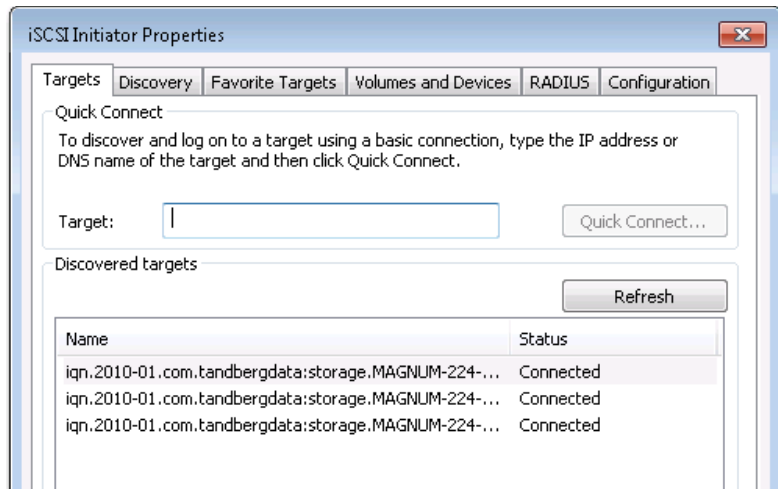 iSCSI Initiator Properties
Targets Discovery Favorite Targets Volumes and Devices RADIUS Configuration
Quick Connect
To discover and log on to a target using a basic connection, type the IP address or
DNS name of the target and then click Quick Connect.
Target: Quick Connect...
Discovered targets
Refresh
Name Status
iqn.2010-01.com.tandbergdata:storage.MAGNUM-224-... Connected
iqn.2010-01.com.tandbergdata:storage.MAGNUM-224-... Connected
iqn.2010-01.com.tandbergdata:storage.MAGNUM-224-... Connected